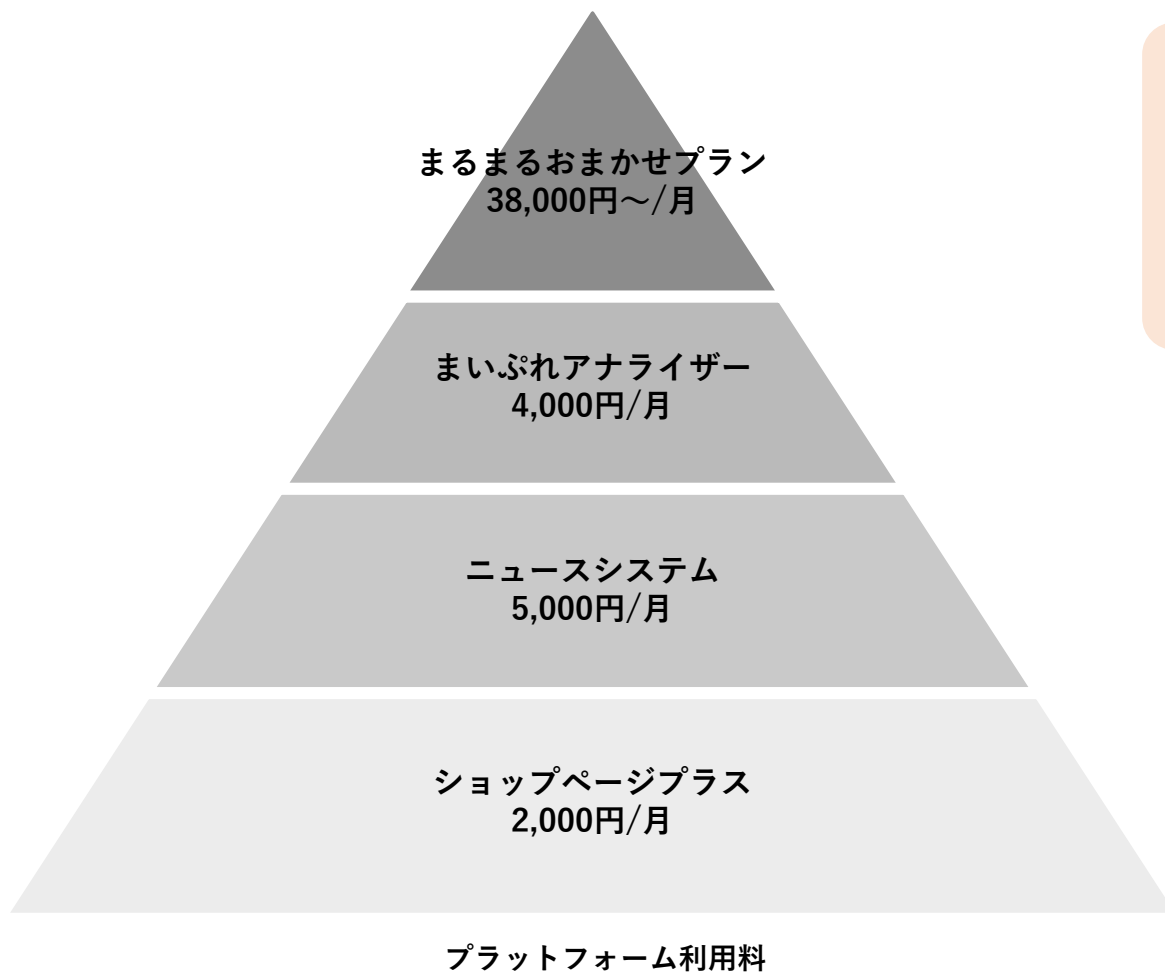 まるまるおまかせプラン
38,000円～/月
まいぷれアナライザー
4,000円/月
ニュースシステム
5,000円/月
ショップページプラス
2,000円/月
プラットフォーム利用料